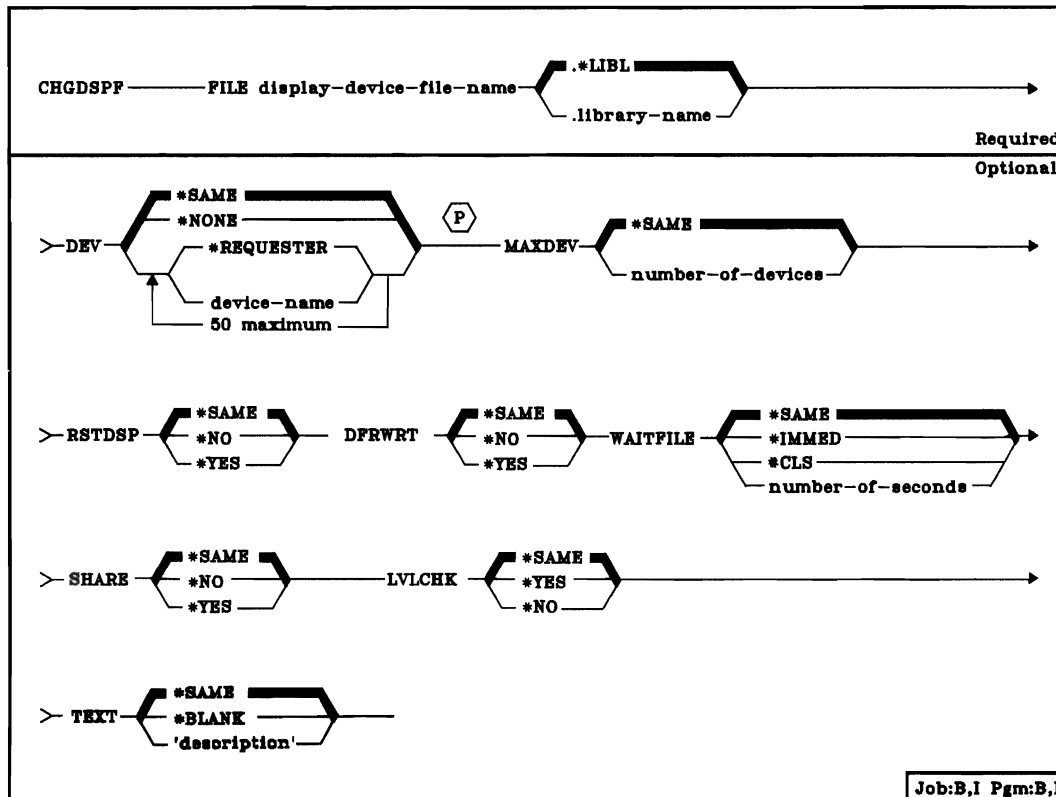 .*LIBL
CHGDSPF FILE display-device-file-name
.library-name
Required
Optional
*SAME
*NONE
P
*SAME
DEV
*REQUESTER
MAXDEV
device-name
number-of-devices
50 maximum
*SAME
*SAME
*SAME
RSTDSP
*NO
DFRWRT
*NO
WAITFILE
*IMMED
*YES
*YES
*CLS
number-of-seconds
*SAME
*SAME
SHARE
*NO
LVLCHK
*YES
*YES
*NO
*SAME
TEXT
*BLANK
'description'
Job:B,I Pgm:B,